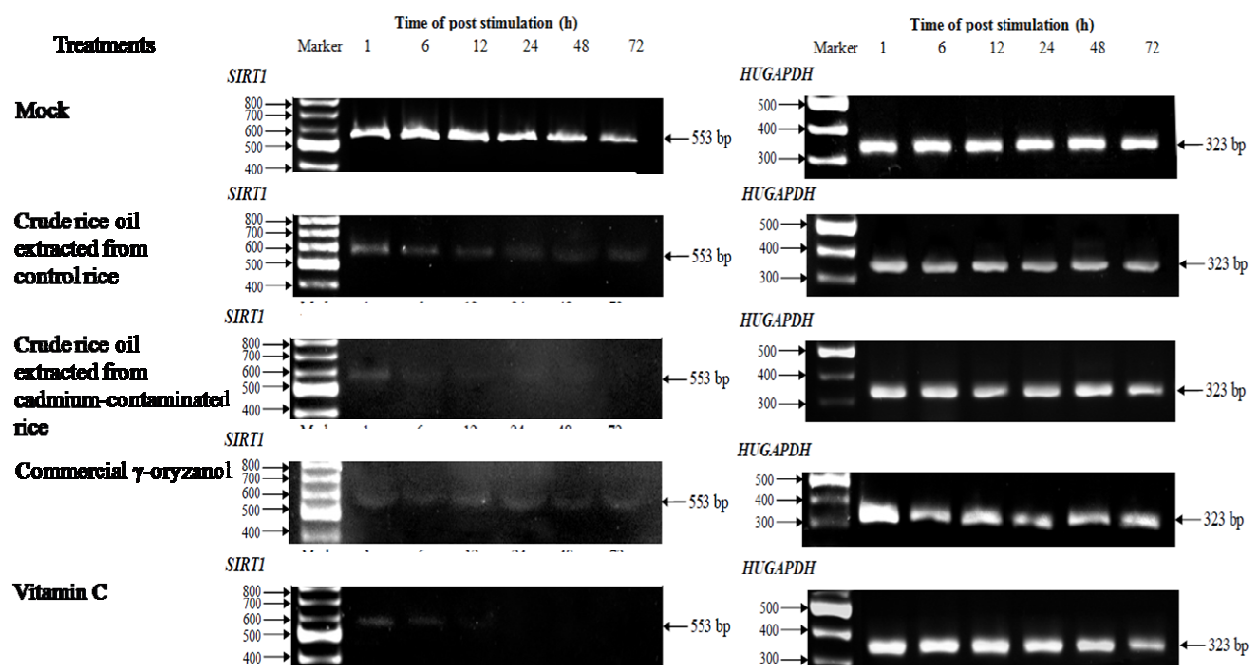 Time of post stimulation (h)
Treatments
Marker 1 6 12 24 48 72
Time of post stimulation (h)
Marker 1 6 12 24 48 72
Mock
SIRT1
800
700
600
500
400
553 bp
HUGAPDH
500
400
300
323 bp
Crude rice oil
extracted from
control rice
SIRT1
800
700
600
500
400
553 bp
HUGAPDH
500
400
300
323 bp
Crude rice oil
extracted from
cadmium-contaminated
rice
SIRT1
800
700
600
500
400
553 bp
HUGAPDH
500
400
300
323 bp
Commercial γ-oryzanol
SIRT1
800
700
600
500
400
553 bp
HUGAPDH
500
400
300
323 bp
Vitamin C
SIRT1
800
700
600
500
400
553 bp
HUGAPDH
500
400
300
323 bp